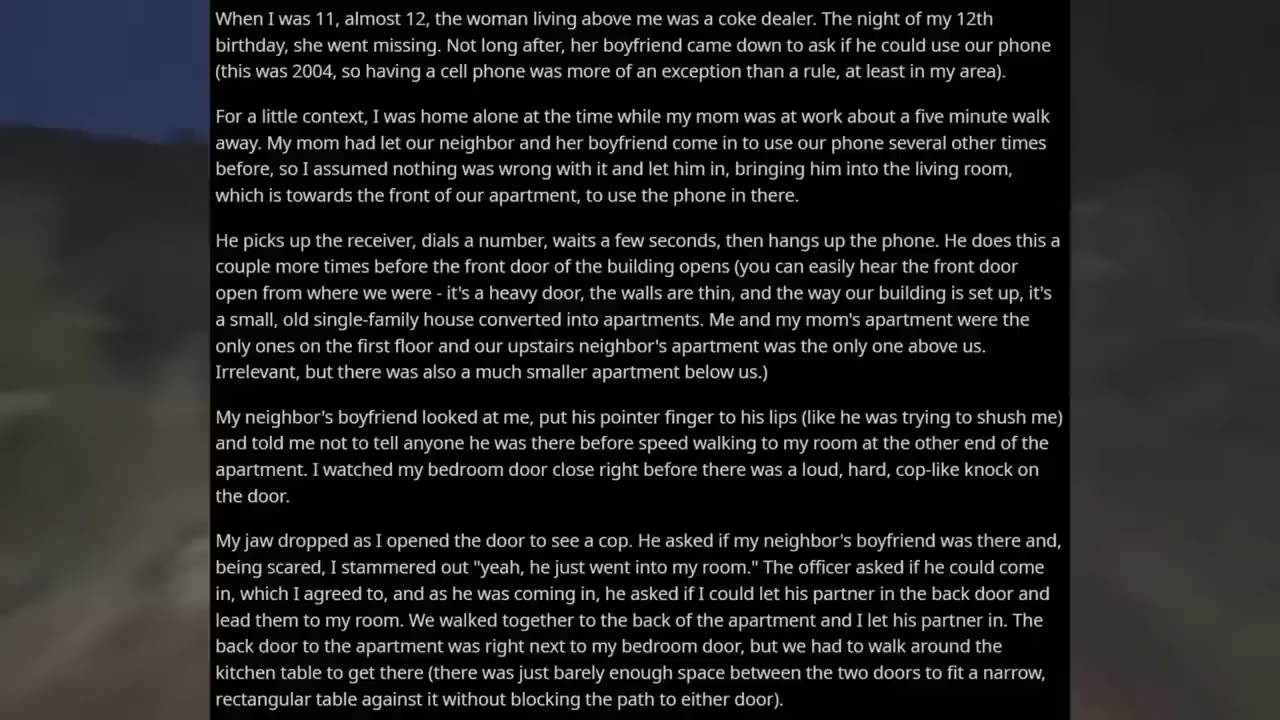 When I was 11, almost 12, the woman living above me was a coke dealer. The night of my 12th
birthday, she went missing. Not long after, her boyfriend came down to ask if he could use our phone
(this was 2004, so having a cell phone was more of an exception than a rule, at least in my area).
For a little context, I was home alone at the time while my mom was at work about a five minute walk
away. My mom had let our neighbor and her boyfriend come in to use our phone several other times
before, so I assumed nothing was wrong with it and let him in, bringing him into the living room,
which is towards the front of our apartment, to use the phone in there.
He picks up the receiver, dials a number, waits a few seconds, then hangs up the phone. He does this a
couple more times before the front door of the building opens (you can easily hear the front door
open from where we were - it's a heavy door, the walls are thin, and the way our building is set up, it's
a small, old single-family house converted into apartments. Me and my mom's apartment were the
only ones on the first floor and our upstairs neighbor's apartment was the only one above us.
Irrelevant, but there was also a much smaller apartment below us.)
My neighbor's boyfriend looked at me, put his pointer finger to his lips (like he was trying to shush me)
and told me not to tell anyone he was there before speed walking to my room at the other end of the
apartment. I watched my bedroom door close right before there was a loud, hard, cop-like knock on
the door.
My jaw dropped as I opened the door to see a cop. He asked if my neighbor's boyfriend was there and,
being scared, I stammered out "yeah, he just went into my room." The officer asked if he could come
in, which I agreed to, and as he was coming in, he asked if I could let his partner in the back door and
lead them to my room. We walked together to the back of the apartment and I let his partner in. The
back door to the apartment was right next to my bedroom door, but we had to walk around the
kitchen table to get there (there was just barely enough space between the two doors to fit a narrow,
rectangular table against it without blocking the path to either door).